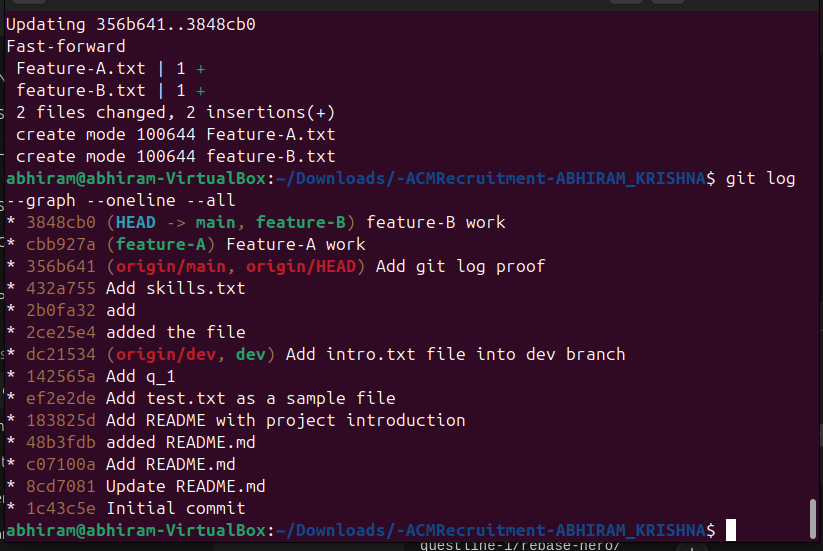 Updating 356b641..3848cb0
Fast-forward
 Feature-A.txt | 1 +
 feature-B.txt | 1 +
 2 files changed, 2 insertions(+)
 create mode 100644 Feature-A.txt
 create mode 100644 feature-B.txt
abhiram@abhiram-VirtualBox:~/Downloads/-ACMRecruitment-ABHIRAM_KRISHNA$ git log
--graph --oneline --all
* 3848cb0 (HEAD -> main, feature-B) feature-B work
* cbb927a (feature-A) Feature-A work
* 356b641 (origin/main, origin/HEAD) Add git log proof
* 432a755 Add skills.txt
* 2b0fa32 add
* 2ce25e4 added the file
* dc21534 (origin/dev, dev) Add intro.txt file into dev branch
* 142565a Add q_1
* ef2e2de Add test.txt as a sample file
* 183825d Add README with project introduction
* 48b3fdb added README.md
* c07100a Add README.md
* 8cd7081 Update README.md
* 1c43c5e Initial commit
abhiram@abhiram-VirtualBox:~/Downloads/-ACMRecruitment-ABHIRAM_KRISHNA$
questline-1/rebase-hero/